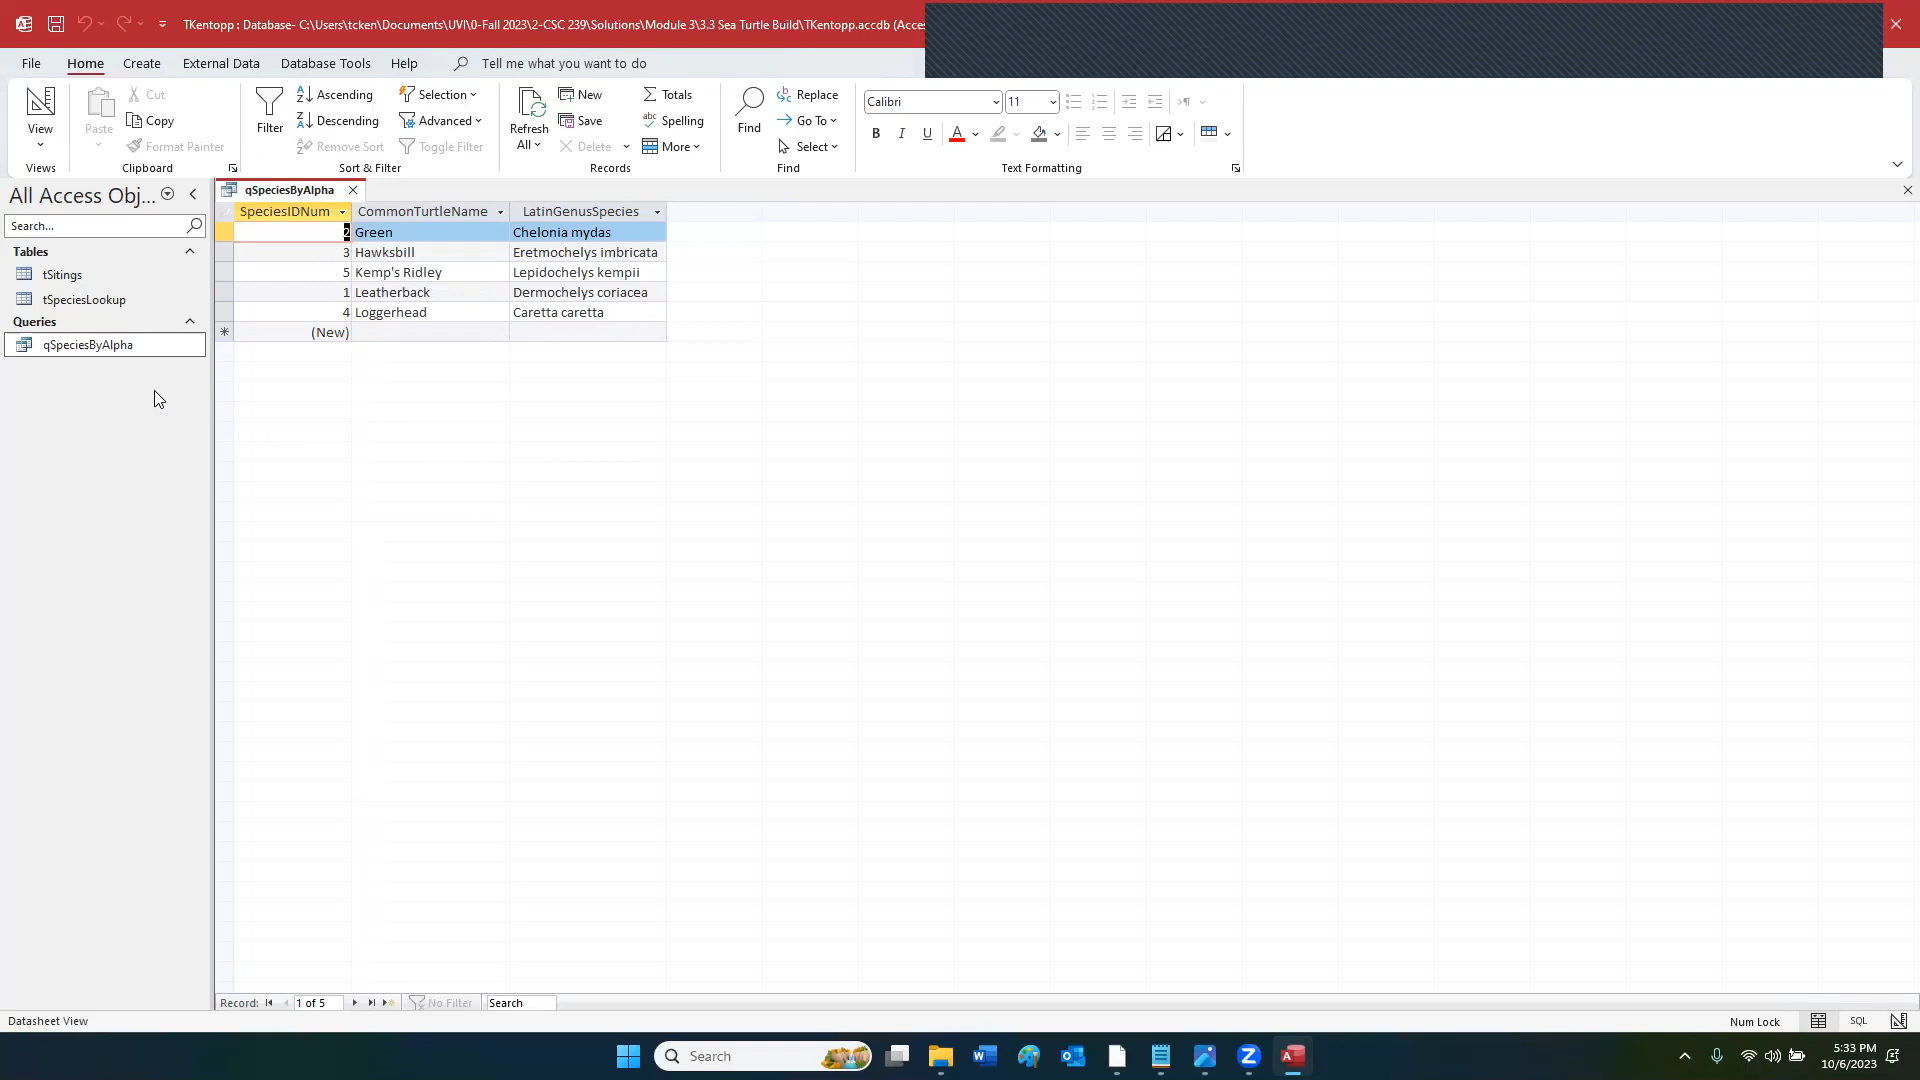 TKentopp : Database- C:\Users\tcken\Documents\UVI\0-Fall 2023\2-CSC 239\Solutions\Module 3\3.3 Sea Turtle Build\TKentopp.accdb (Acces
File Home Create External Data Database Tools Help Tell me what you want to do
View
Paste
Cut
Copy
Format Painter
Filter
Ascending
Descending
Remove Sort
Selection
Advanced
Toggle Filter
Refresh
All
New
Save
Delete
Totals
Spelling
More
Find
Replace
Go To
Select
Calibri 11
B I U A
Views Clipboard Sort & Filter Records Find Text Formatting
All Access Obj...
Search...
Tables
tSitings
tSpeciesLookup
Queries
qSpeciesByAlpha
qSpeciesByAlpha
SpeciesIDNum CommonTurtleName LatinGenusSpecies
2 Green Chelonia mydas
3 Hawksbill Eretmochelys imbricata
5 Kemp's Ridley Lepidochelys kempii
1 Leatherback Dermochelys coriacea
4 Loggerhead Caretta caretta
(New)
Record: 1 of 5 No Filter Search
Datasheet View Num Lock SQL
Search
5:33 PM
10/6/2023